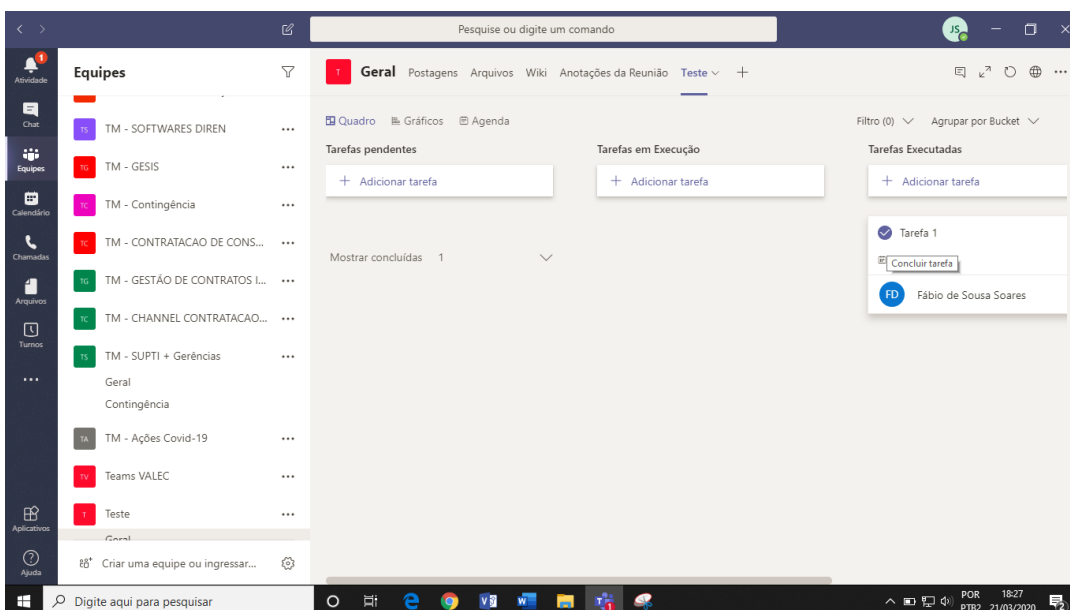 Pesquise ou digite um comando
JS
1
Atividade
Chat
Equipes
Calendário
Chamadas
Arquivos
Turnos
Aplicativos
Ajuda
Equipes
TS TM - SOFTWARES DIREN
TG TM - GESIS
TC TM - Contingência
TC TM - CONTRATACAO DE CONS...
TG TM - GESTÃO DE CONTRATOS I...
TC TM - CHANNEL CONTRATACAO...
TS TM - SUPTI + Gerências
Geral
Contingência
TA TM - Ações Covid-19
TV Teams VALEC
T Teste
Geral
Criar uma equipe ou ingressar...
T Geral Postagens Arquivos Wiki Anotações da Reunião Teste
Quadro Gráficos Agenda
Filtro (0) Agrupar por Bucket
Tarefas pendentes
Adicionar tarefa
Mostrar concluídas 1
Tarefas em Execução
Adicionar tarefa
Tarefas Executadas
Adicionar tarefa
Tarefa 1
Concluir tarefa
FD Fábio de Sousa Soares
Digite aqui para pesquisar
POR 18:27
PTB2 21/03/2020